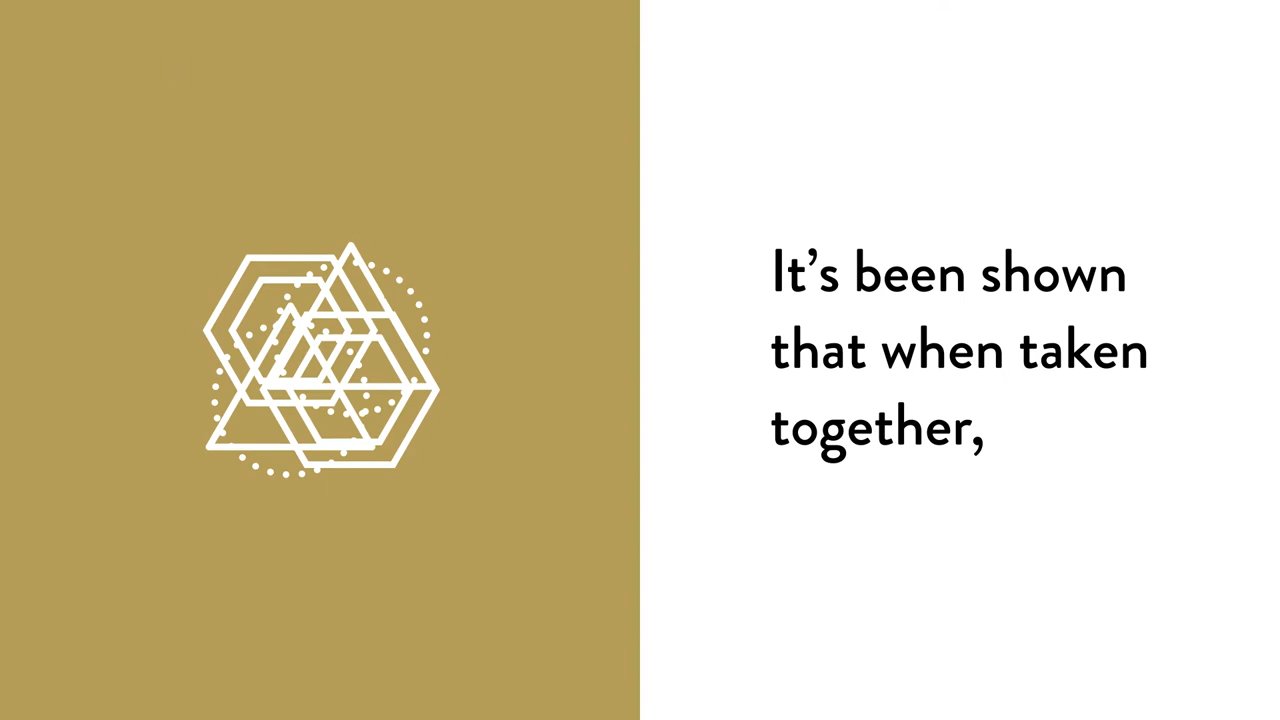 It’s been shown
that when taken
together,